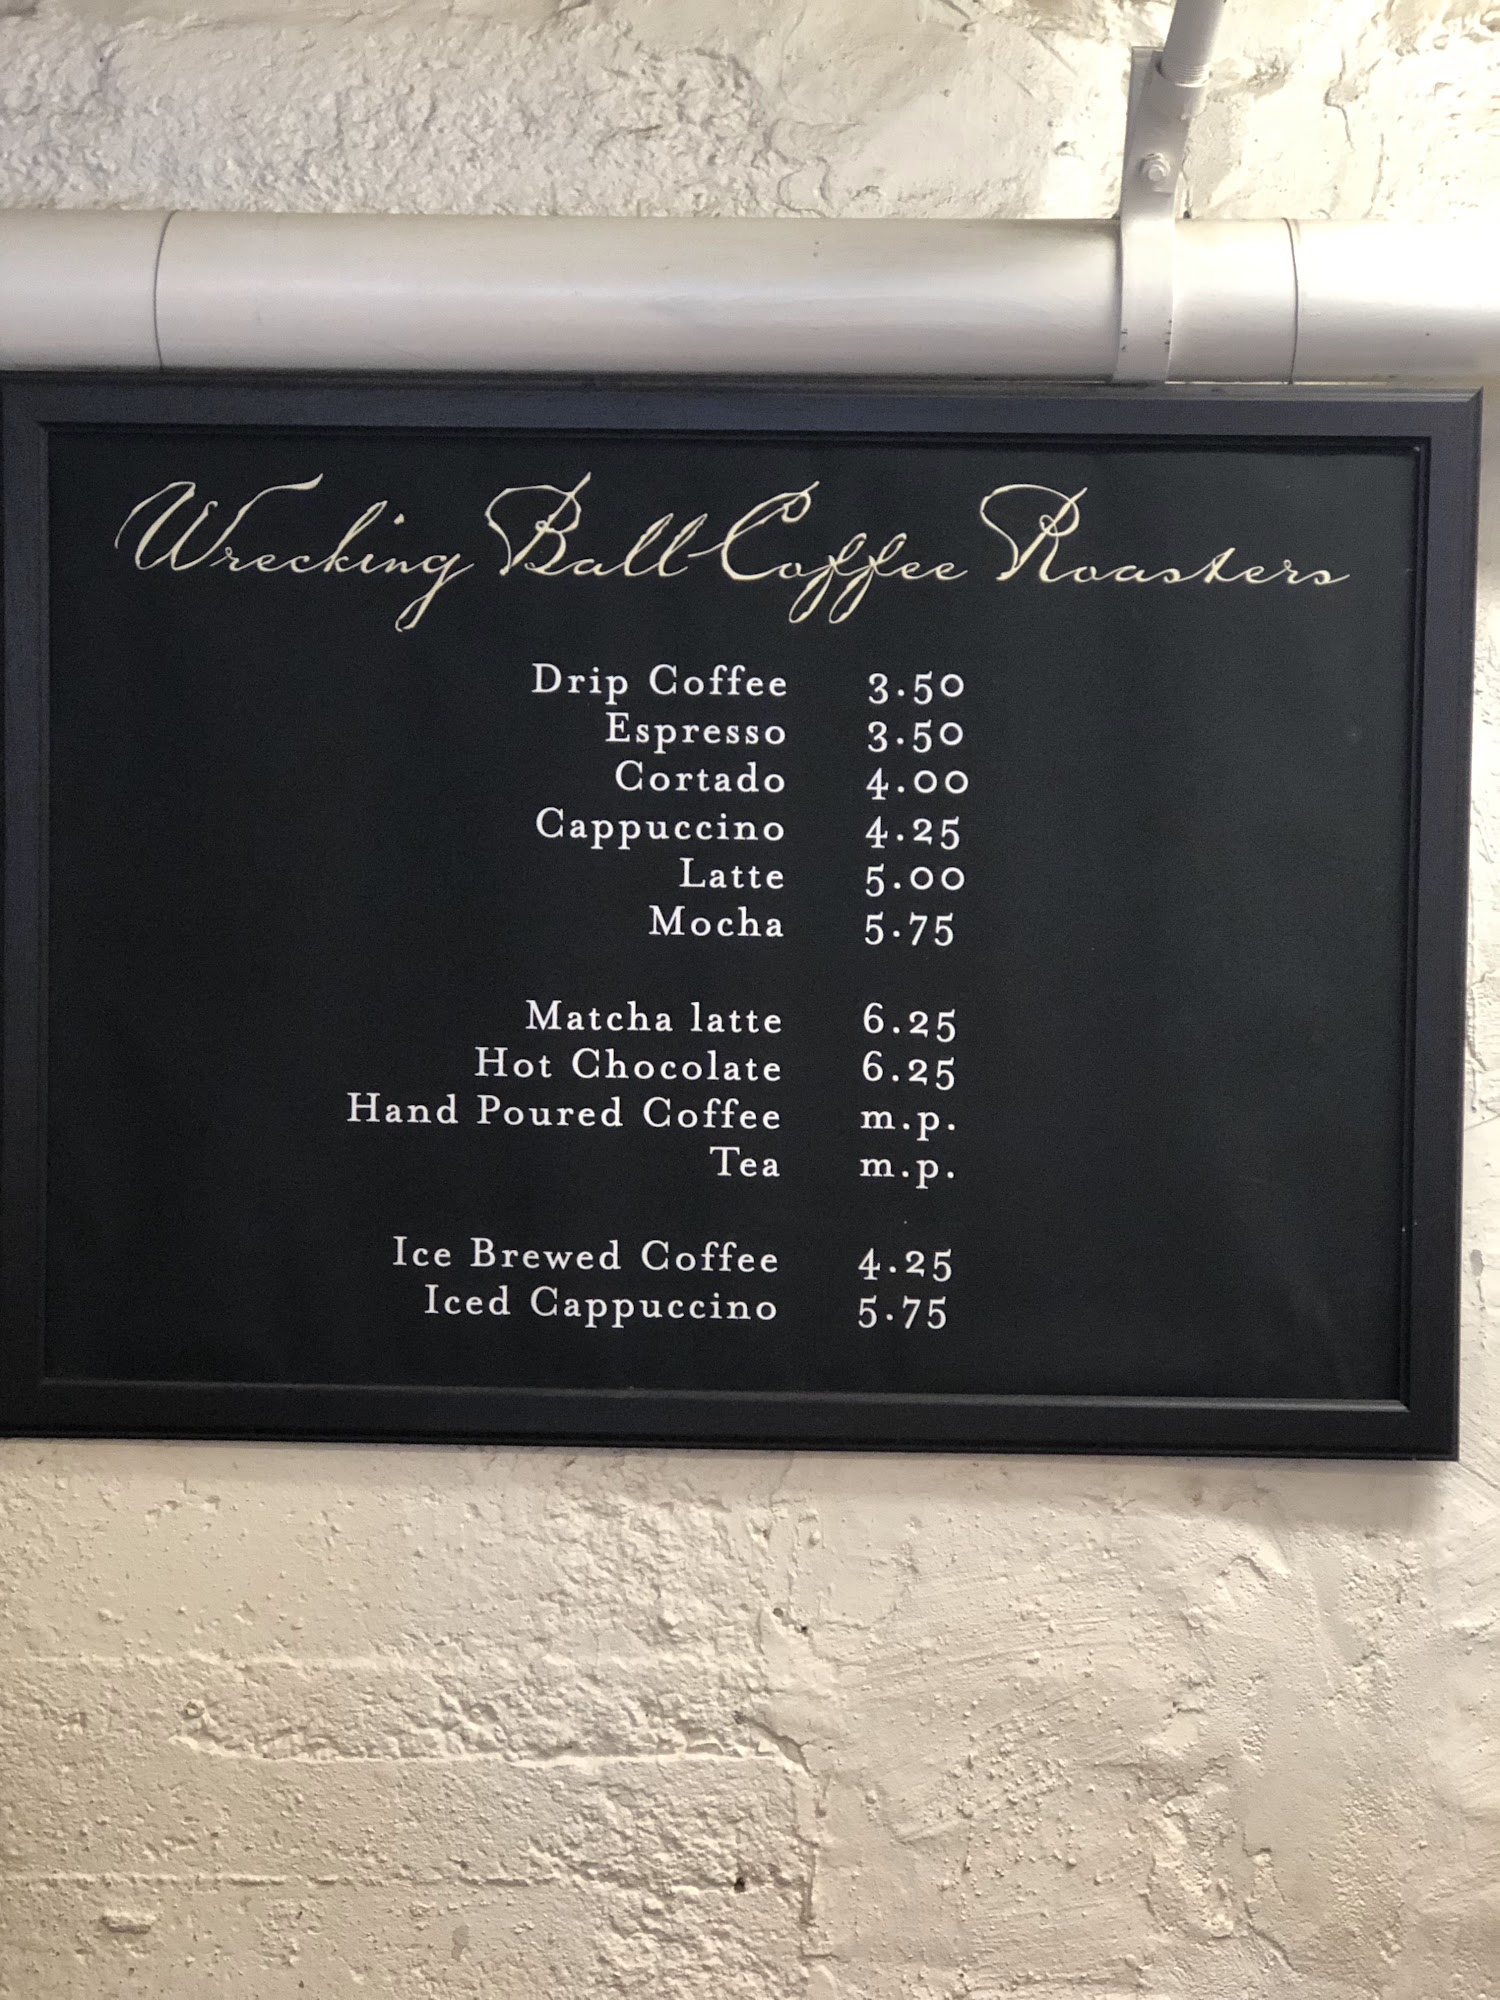 Wrecking Ball Coffee Roasters
Drip Coffee 3.50
Espresso 3.50
Cortado 4.00
Cappuccino 4.25
Latte 5.00
Mocha 5.75
Matcha latte 6.25
Hot Chocolate 6.25
Hand Poured Coffee m.p.
Tea m.p.
Ice Brewed Coffee 4.25
Iced Cappuccino 5.75